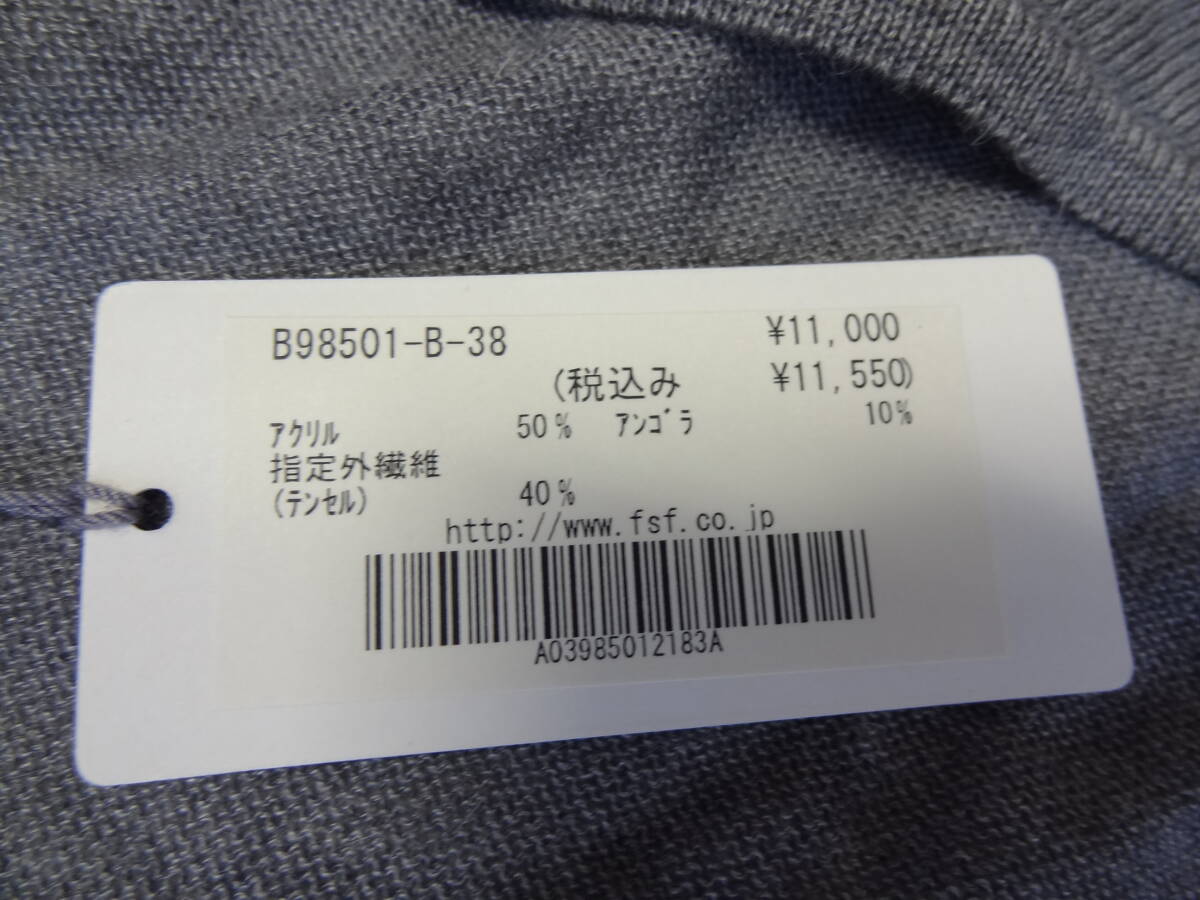 B98501-B-38 ¥11,000
(税込み ¥11,550)
ｱｸﾘﾙ 50% ｱﾝｺﾞﾗ 10%
指定外繊維
(ﾃﾝｾﾙ) 40%
http://www.fsf.co.jp
A03985012183A